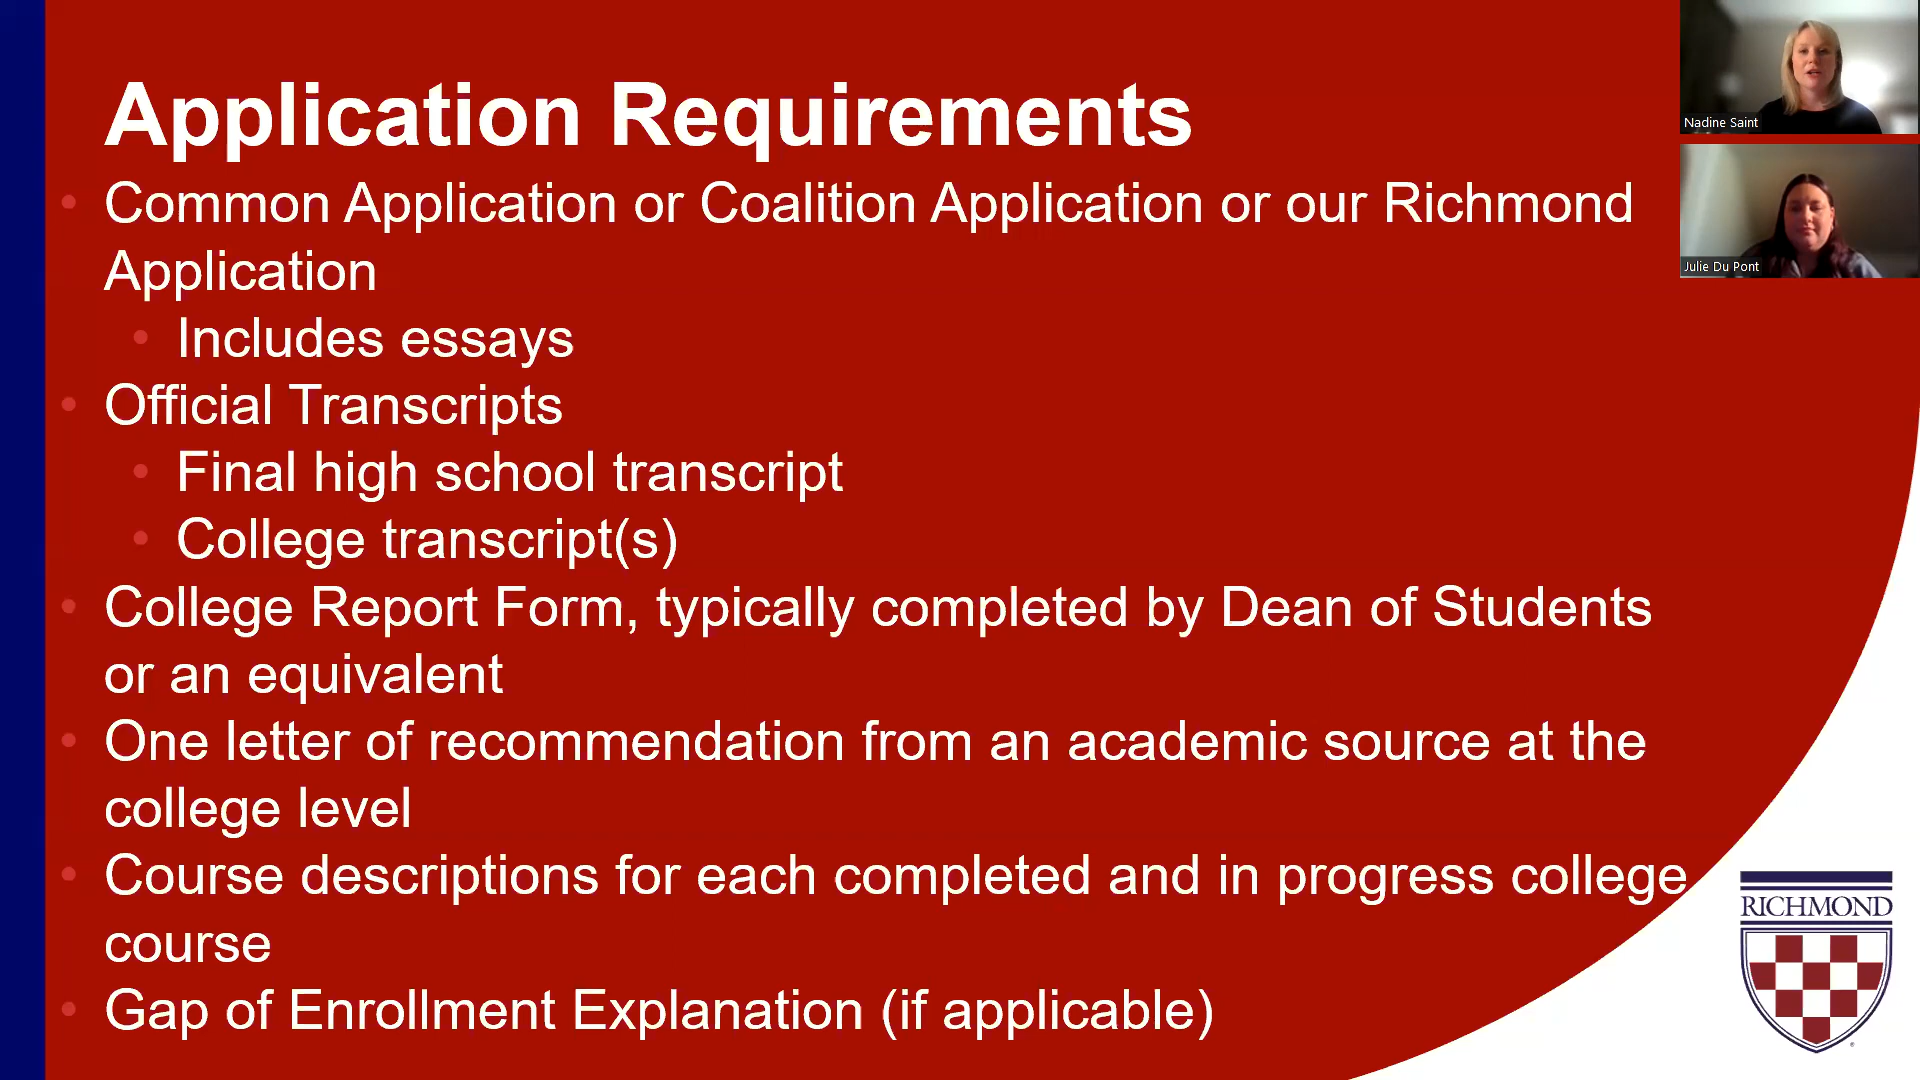 Application Requirements
• Common Application or Coalition Application or our Richmond
Application
• Includes essays
• Official Transcripts
• Final high school transcript
• College transcript(s)
• College Report Form, typically completed by Dean of Students
or an equivalent
• One letter of recommendation from an academic source at the
college level
• Course descriptions for each completed and in progress college
course
• Gap of Enrollment Explanation (if applicable)
Nadine Saint
Julie Du Pont
RICHMOND
®